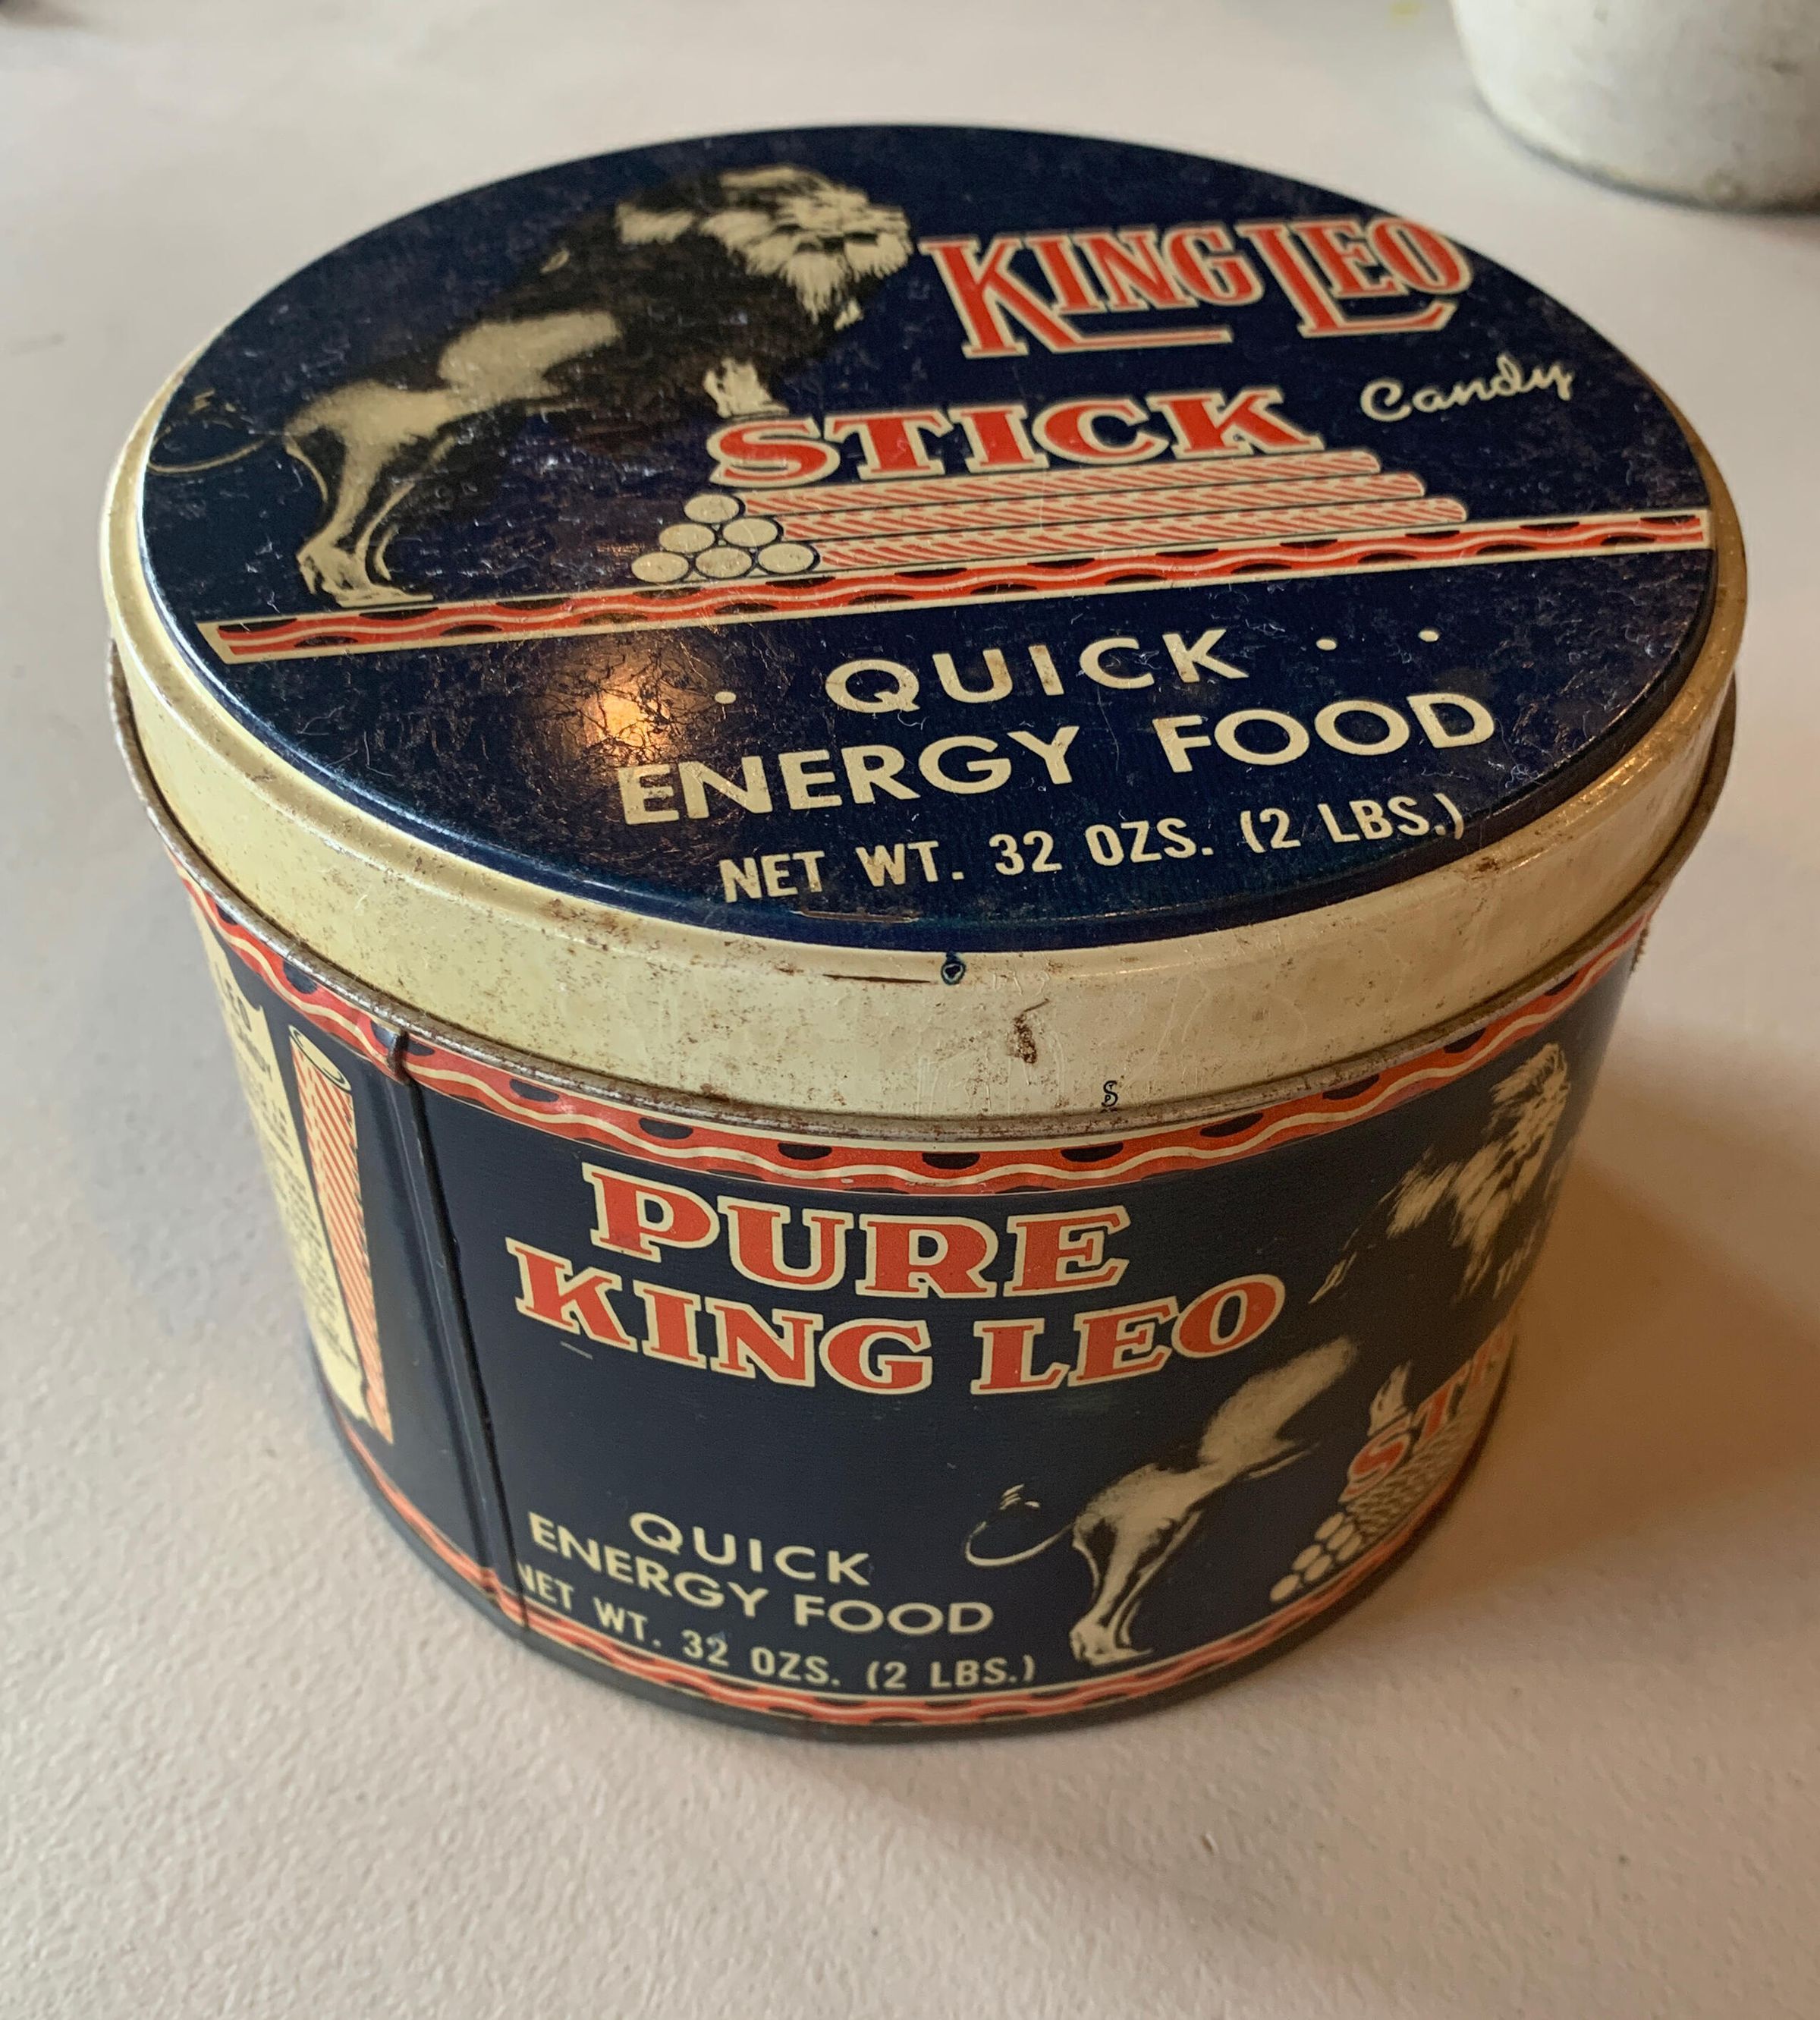 KING LEO
STICK Candy
QUICK
ENERGY FOOD
NET WT. 32 OZS. (2 LBS.)
PURE
KING LEO
QUICK
ENERGY FOOD
NET WT. 32 OZS. (2 LBS.)